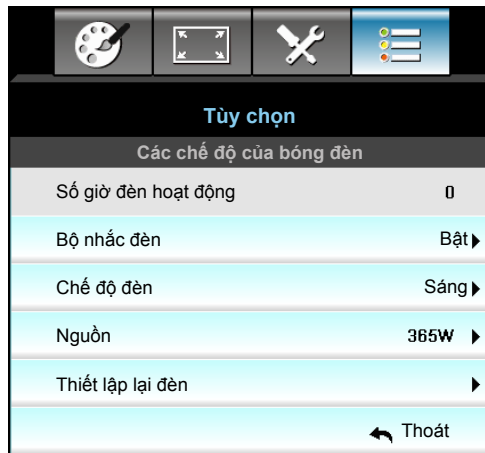 Tùy chọn
Các chế độ của bóng đèn
Số giờ đèn hoạt động 0
Bộ nhắc đèn Bật
Chế độ đèn Sáng
Nguồn 365W
Thiết lập lại đèn
Thoát